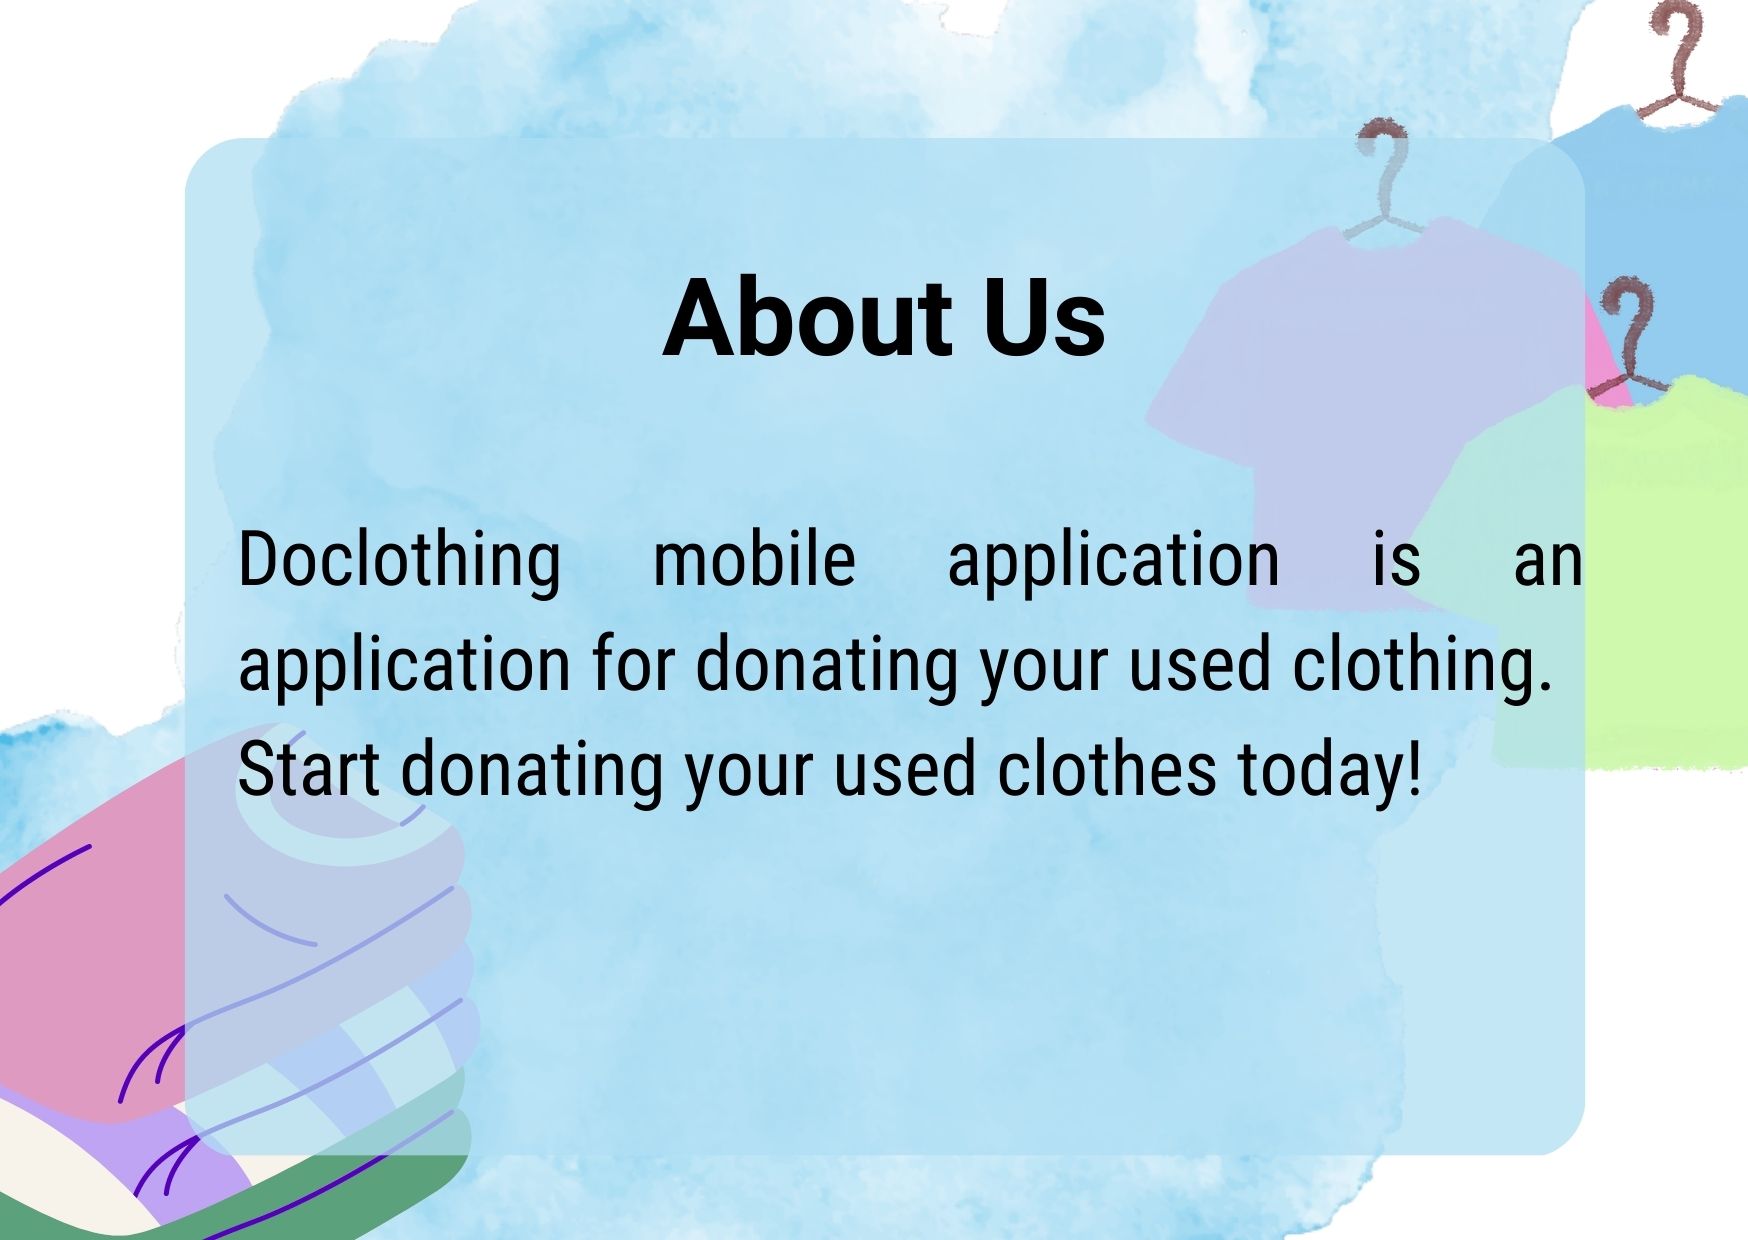 About Us
Doclothing mobile application is an
application for donating your used clothing.
Start donating your used clothes today!